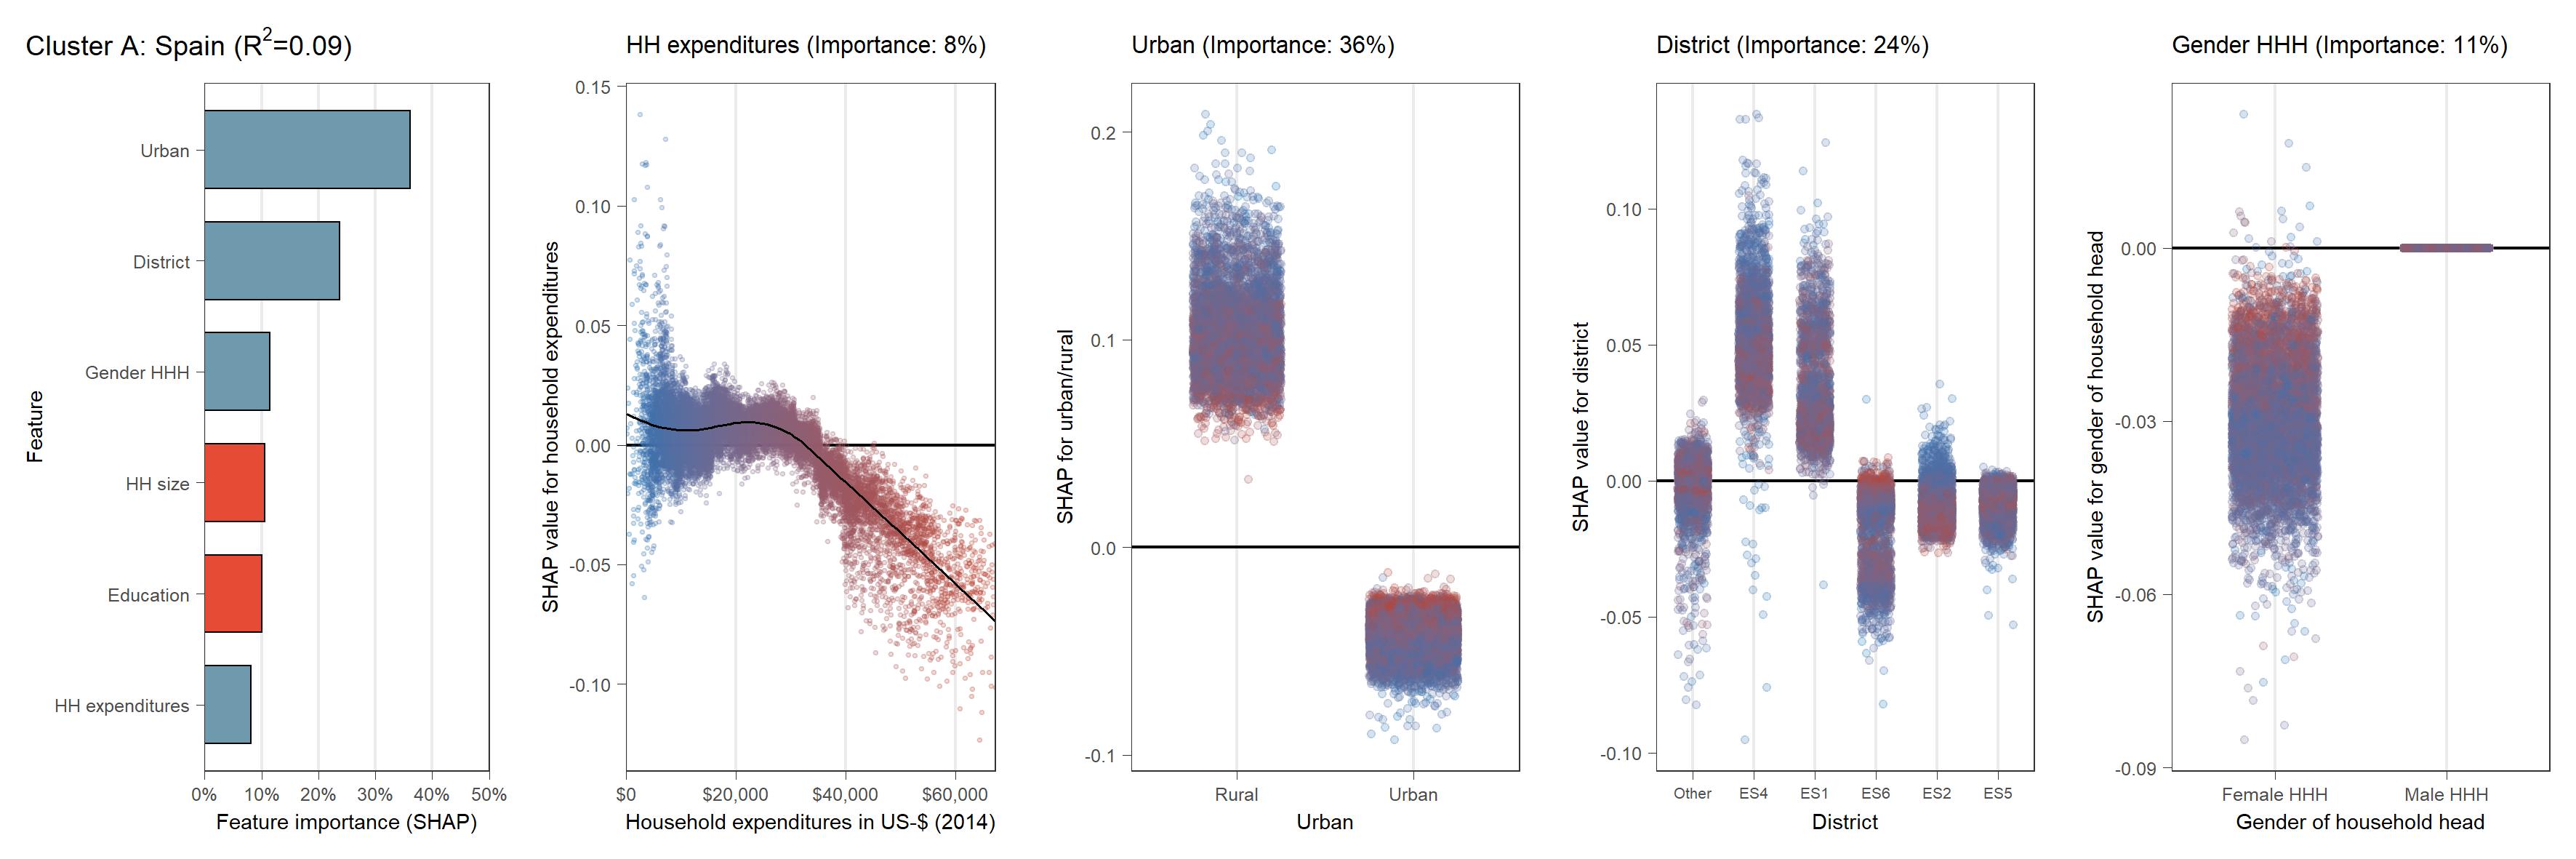 Cluster A: Spain (R2=0.09)
Feature
Urban
District
Gender HHH
HH size
Education
HH expenditures
0% 10% 20% 30% 40% 50%
Feature importance (SHAP)
HH expenditures (Importance: 8%)
SHAP value for household expenditures
0.15
0.10
0.05
0.00
-0.05
-0.10
$0 $20,000 $40,000 $60,000
Household expenditures in US-$ (2014)
Urban (Importance: 36%)
SHAP for urban/rural
0.2
0.1
0.0
-0.1
Rural Urban
Urban
District (Importance: 24%)
SHAP value for district
0.10
0.05
0.00
-0.05
-0.10
Other ES4 ES1 ES6 ES2 ES5
District
Gender HHH (Importance: 11%)
SHAP value for gender of household head
0.00
-0.03
-0.06
-0.09
Female HHH Male HHH
Gender of household head